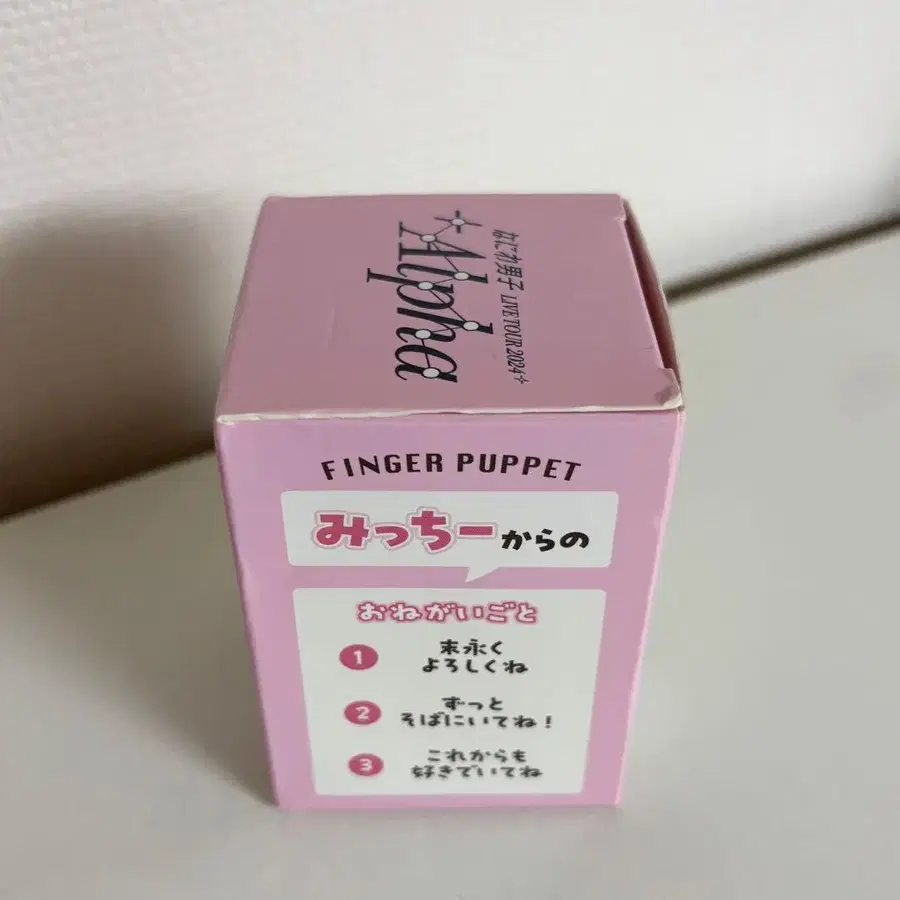 なにわ男子 LIVE TOUR 2024+
+Alpha
FINGER PUPPET
みっちーからの
おねがいごと
1 末永く
よろしくね
2 ずっと
そばにいてね!
3 これからも
好きでいてね